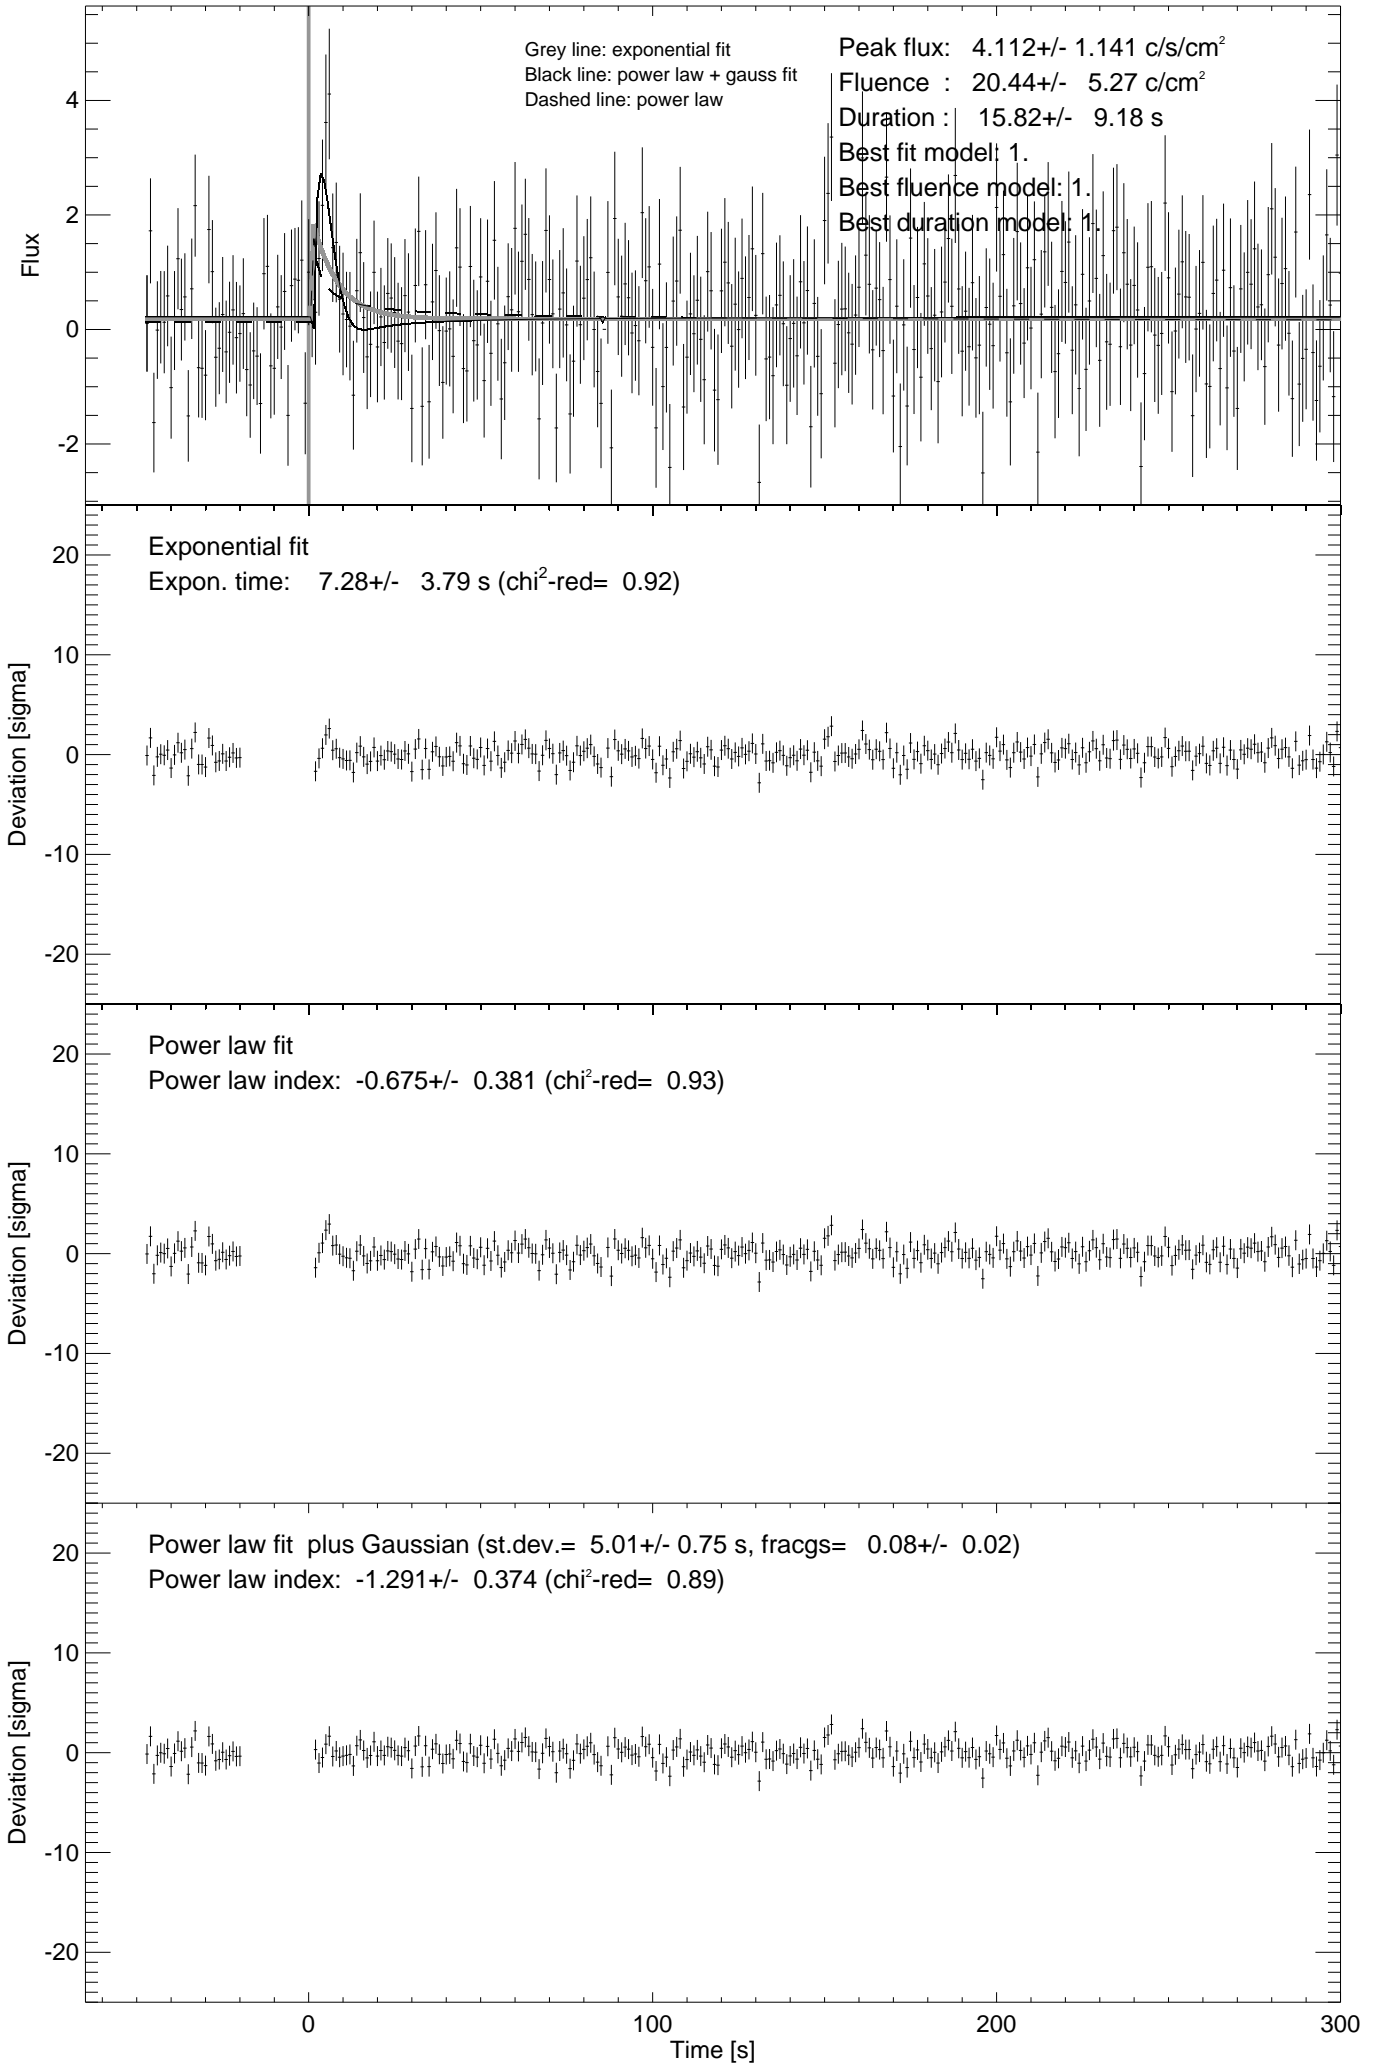 Grey line: exponential fit
Black line: power law + gauss fit
Dashed line: power law
Peak flux: 4.112+/- 1.141 c/s/cm²
Fluence : 20.44+/- 5.27 c/cm²
Duration : 15.82+/- 9.18 s
Best fit model: 1.
Best fluence model: 1.
Best duration model: 1.
Flux
4
2
0
-2
Exponential fit
Expon. time: 7.28+/- 3.79 s (chi²-red= 0.92)
Deviation [sigma]
20
10
0
-10
-20
Power law fit
Power law index: -0.675+/- 0.381 (chi²-red= 0.93)
Deviation [sigma]
20
10
0
-10
-20
Power law fit plus Gaussian (st.dev.= 5.01+/- 0.75 s, fracgs= 0.08+/- 0.02)
Power law index: -1.291+/- 0.374 (chi²-red= 0.89)
Deviation [sigma]
20
10
0
-10
-20
0 100 200 300
Time [s]